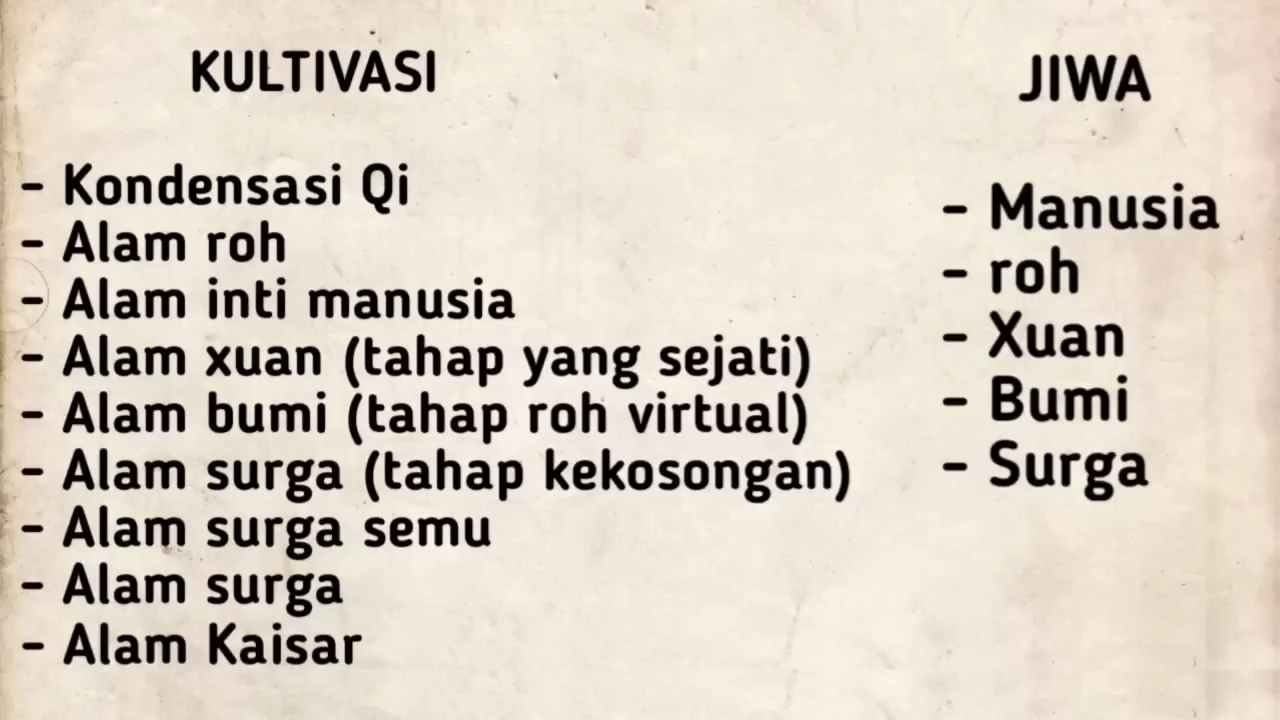 KULTIVASI
- Kondensasi Qi
- Alam roh
- Alam inti manusia
- Alam xuan (tahap yang sejati)
- Alam bumi (tahap roh virtual)
- Alam surga (tahap kekosongan)
- Alam surga semu
- Alam surga
- Alam Kaisar
JIWA
- Manusia
- roh
- Xuan
- Bumi
- Surga